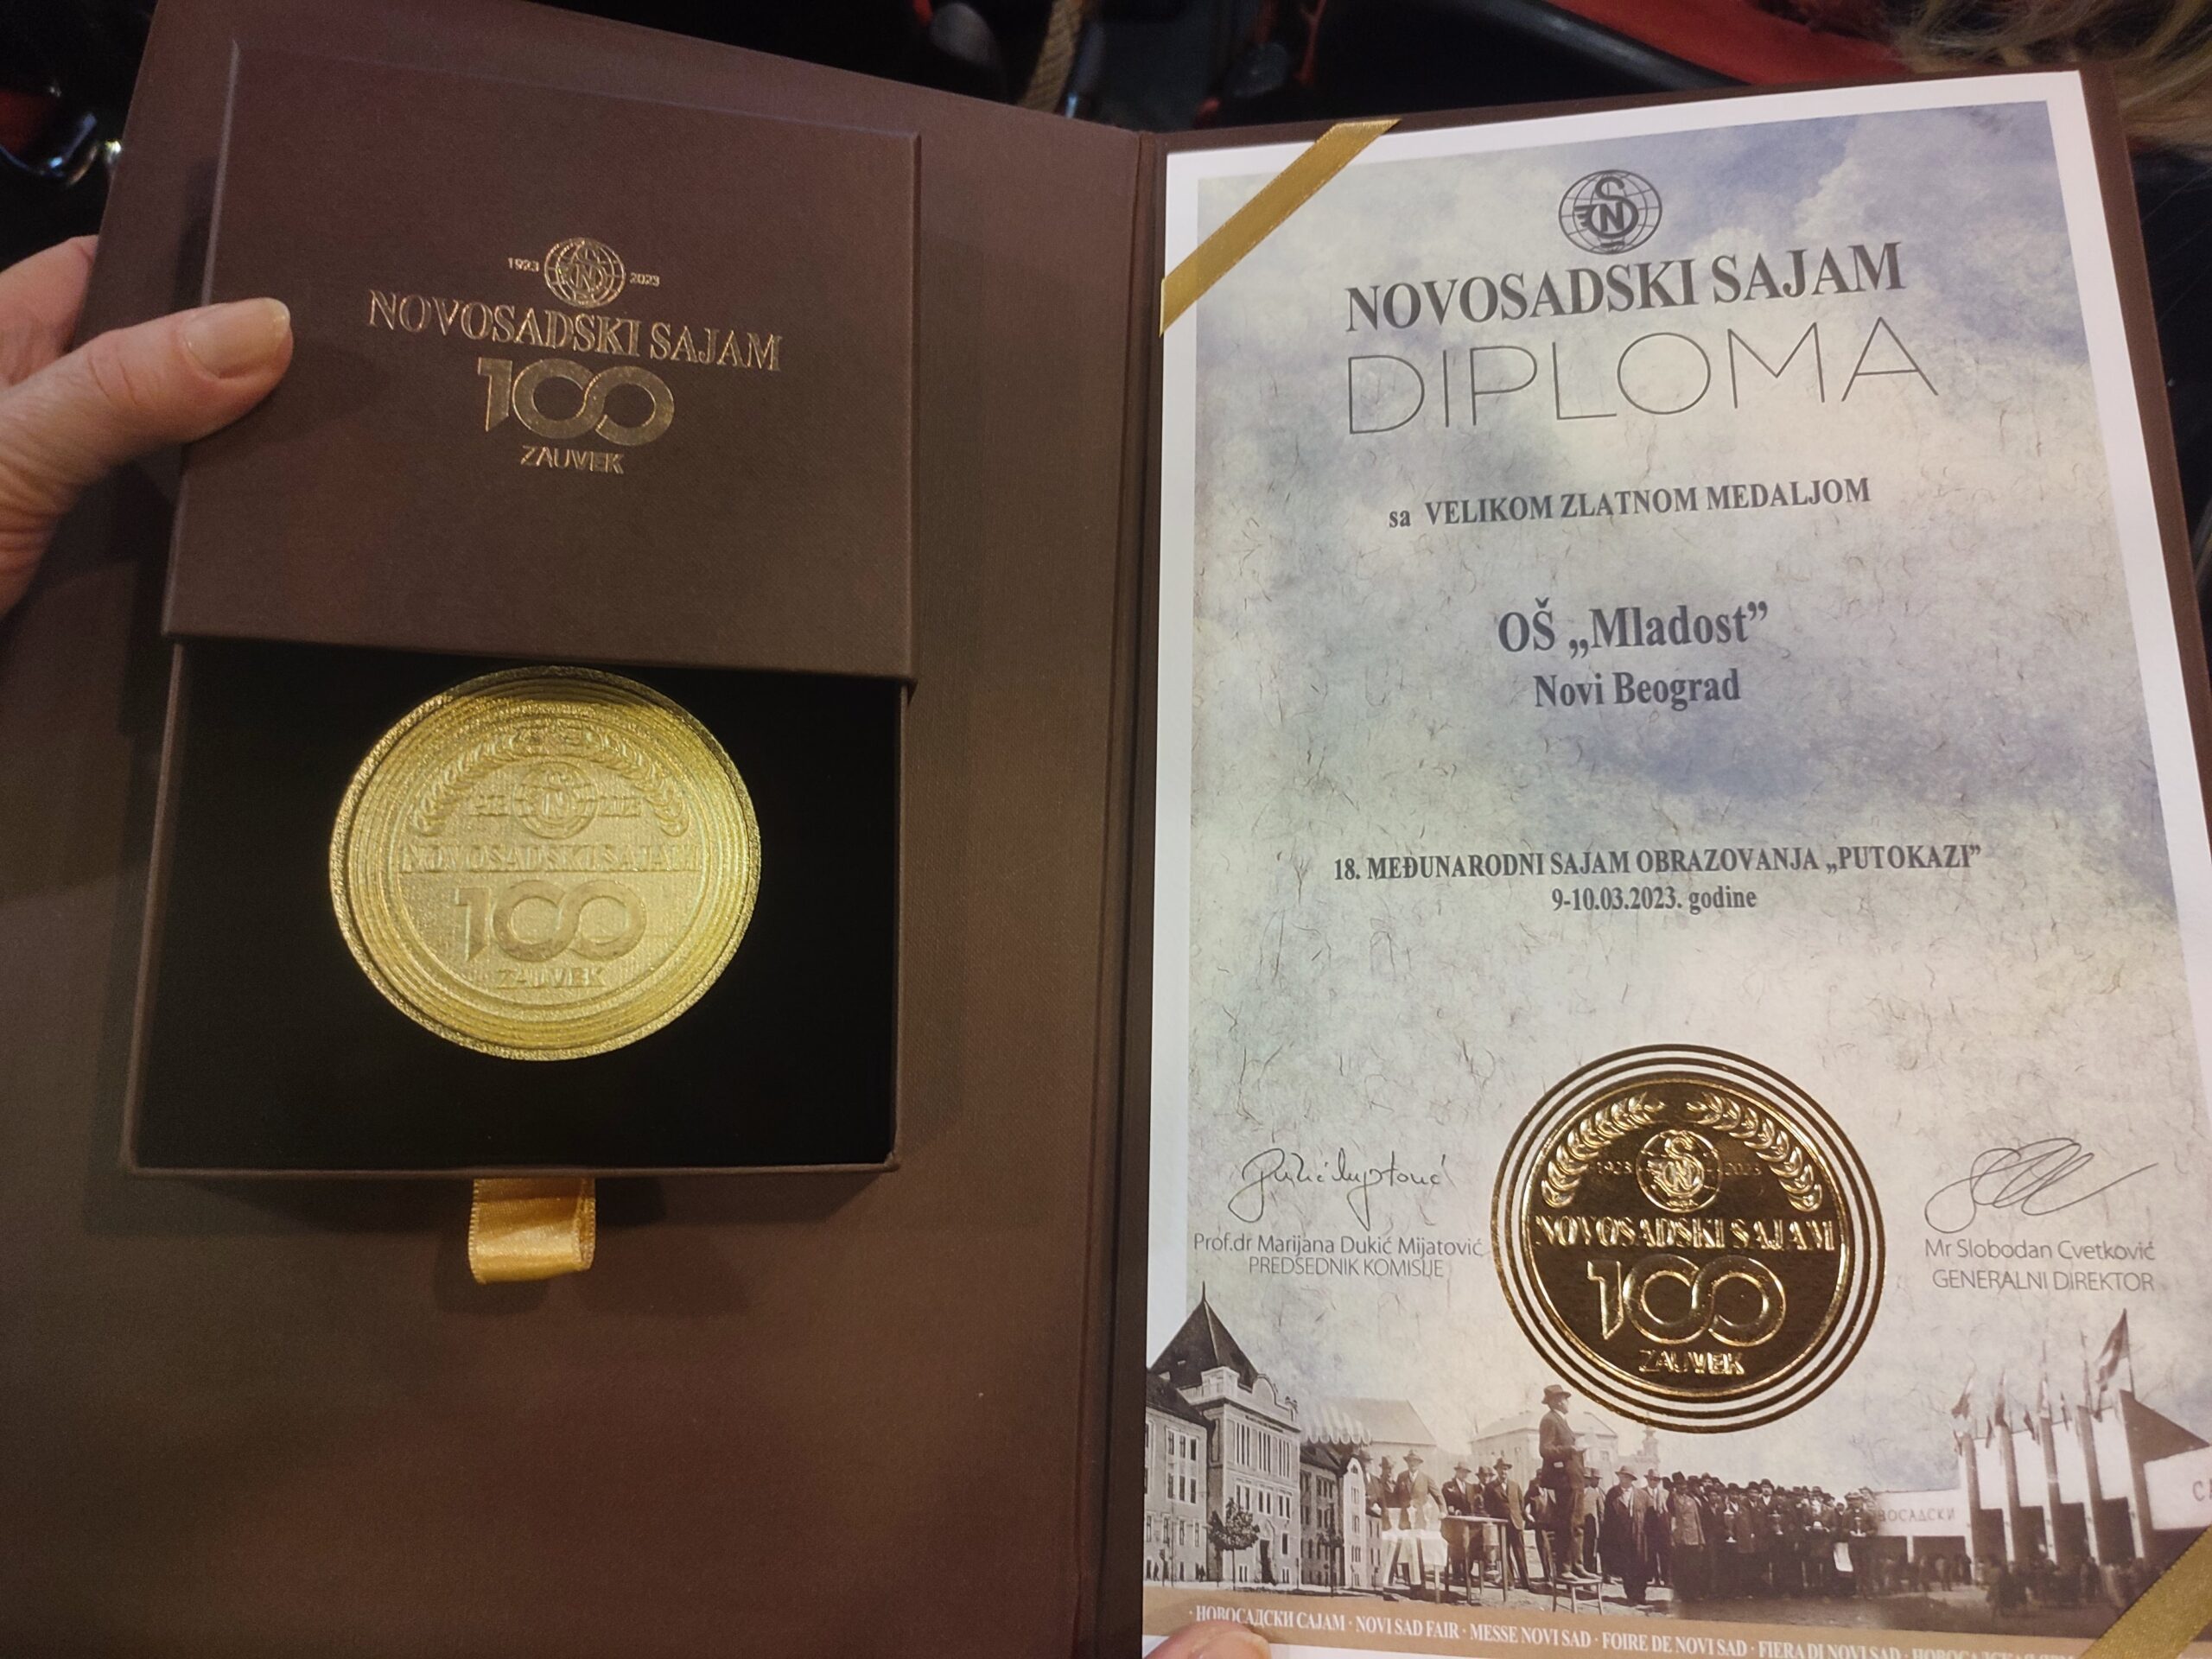 1923 2023
NOVOSADSKI SAJAM
100
ZAUVEK
NOVOSADSKI SAJAM
100
ZAUVEK
NOVOSADSKI SAJAM
DIPLOMA
sa VELIKOM ZLATNOM MEDALJOM
OŠ „Mladost”
Novi Beograd
18. MEĐUNARODNI SAJAM OBRAZOVANJA „PUTOKAZI”
9-10.03.2023. godine
Prof.dr Marijana Dukić Mijatović
PREDSEDNIK KOMISIJE
1923 2023
NOVOSADSKI SAJAM
100
ZAUVEK
Mr Slobodan Cvetković
GENERALNI DIREKTOR
· НОВОСАДСКИ САЈАМ · NOVI SAD FAIR · MESSE NOVI SAD · FOIRE DE NOVI SAD · FIERA DI NOVI SAD ·